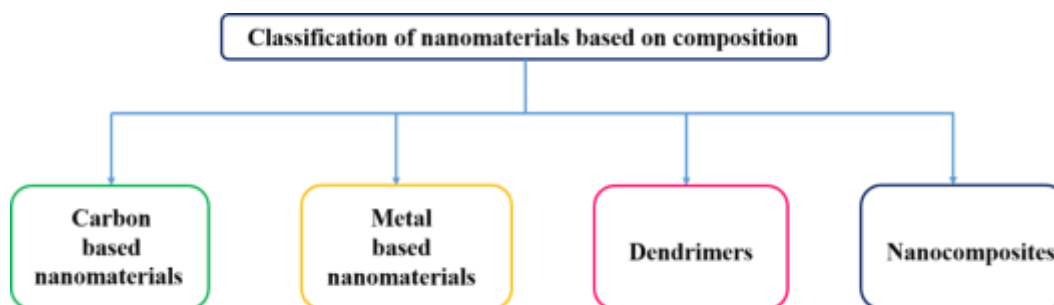 Classification of nanomaterials based on composition
Carbon
based
nanomaterials
Metal
based
nanomaterials
Dendrimers
Nanocomposites